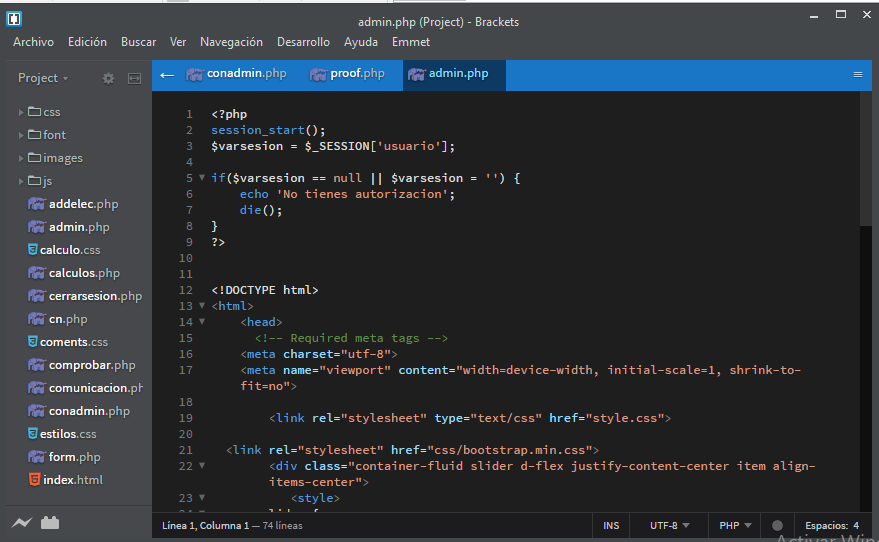 admin.php (Project) - Brackets
Archivo Edición Buscar Ver Navegación Desarrollo Ayuda Emmet
Project
css
font
images
js
addelec.php
admin.php
calculo.css
calculos.php
cerrarsesion.php
cn.php
coments.css
comprobar.php
comunicacion.ph
conadmin.php
estilos.css
form.php
index.html
conadmin.php proof.php admin.php
1 <?php
2 session_start();
3 $varsesion = $_SESSION['usuario'];
4
5 if($varsesion == null || $varsesion = '') {
6 echo 'No tienes autorizacion';
7 die();
8 }
9 ?>
10
11
12 <!DOCTYPE html>
13 <html>
14 <head>
15 <!-- Required meta tags -->
16 <meta charset="utf-8">
17 <meta name="viewport" content="width=device-width, initial-scale=1, shrink-to-
fit=no">
18
19 <link rel="stylesheet" type="text/css" href="style.css">
20
21 <link rel="stylesheet" href="css/bootstrap.min.css">
22 <div class="container-fluid slider d-flex justify-content-center item align-
items-center">
23 <style>
Línea 1, Columna 1 — 74 líneas INS UTF-8 PHP Espacios: 4